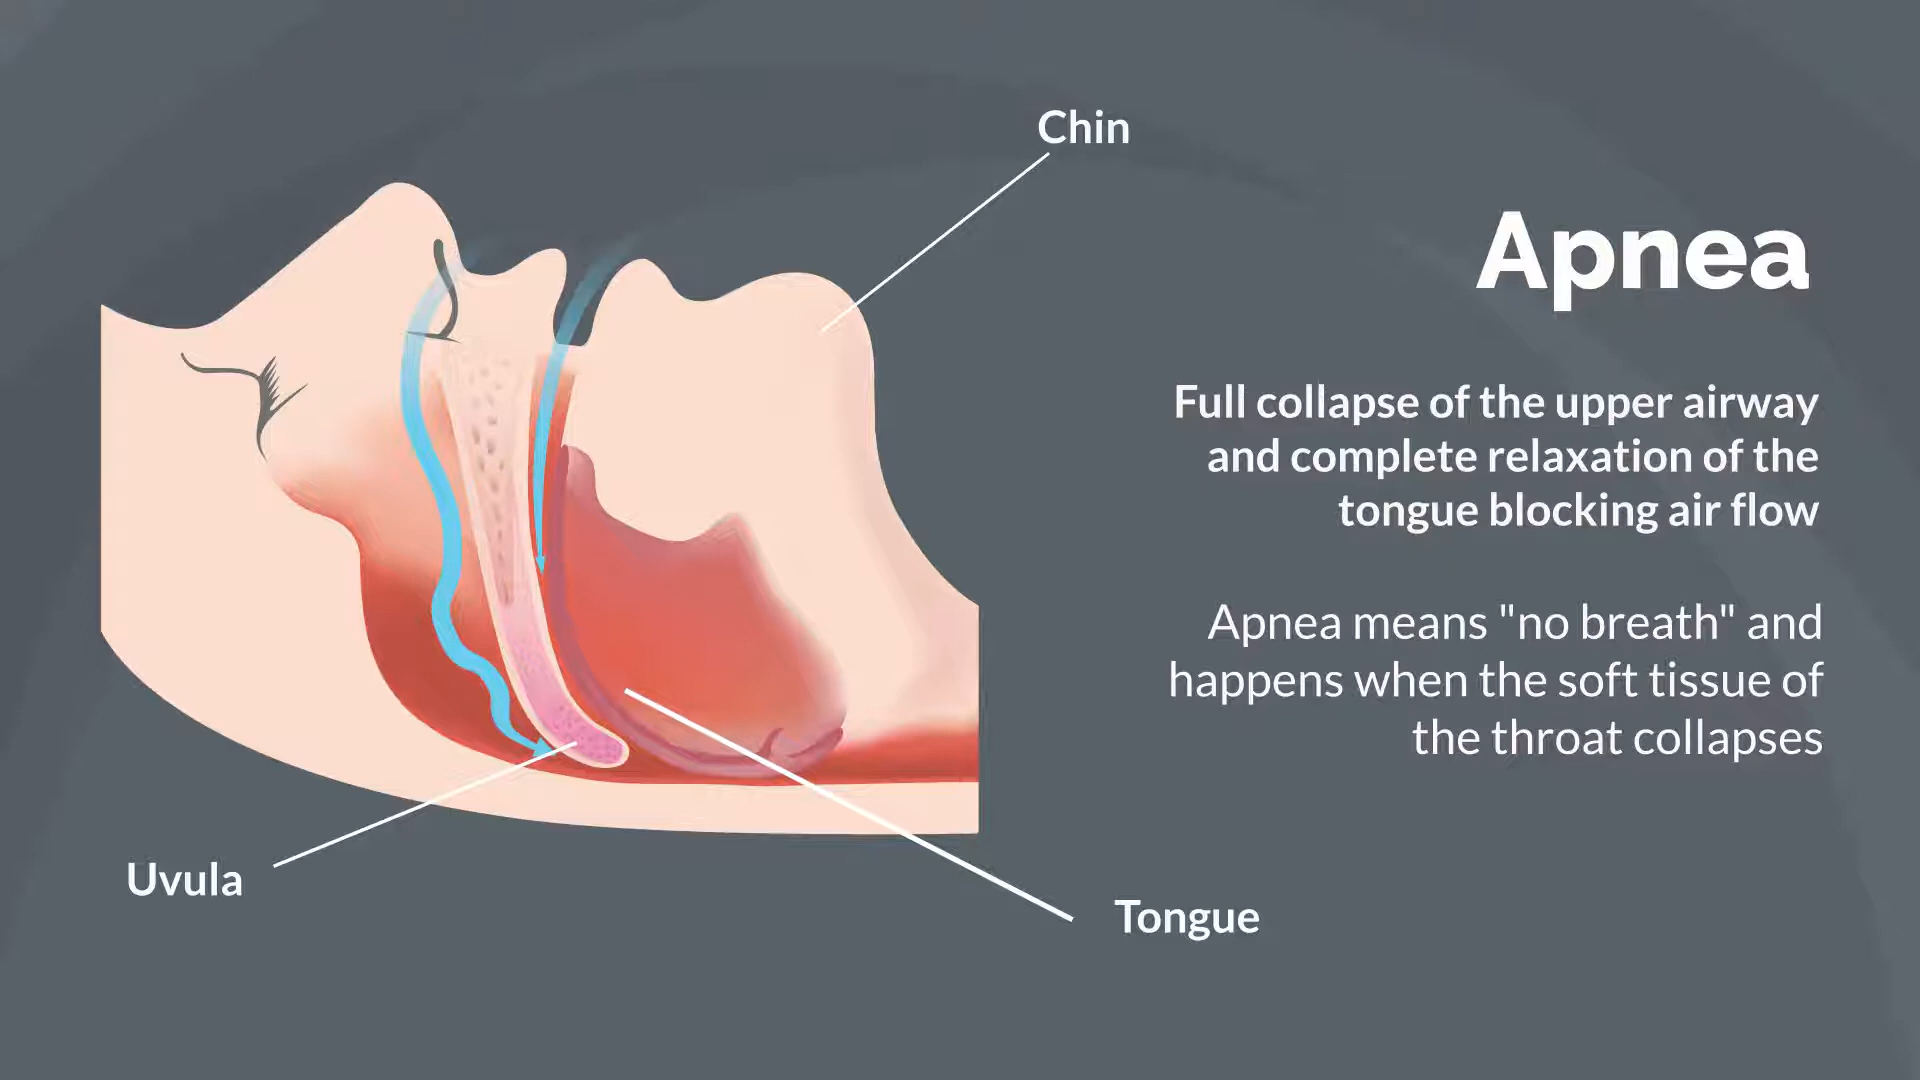 Chin
Apnea
Full collapse of the upper airway
and complete relaxation of the
tongue blocking air flow
Apnea means "no breath" and
happens when the soft tissue of
the throat collapses
Uvula
Tongue